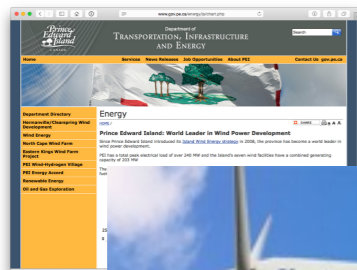 www.gov.pe.ca/energy/js/chart.php
Prince
Edward
Island
CANADA
Department of
TRANSPORTATION, INFRASTRUCTURE
AND ENERGY
Search
Home
Services News Releases Job Opportunities About PEI
Contact Us gov.pe.ca
Department Directory
Hermanville/Clearspring Wind
Development
Wind Energy
North Cape Wind Farm
Eastern Kings Wind Farm
Project
PEI Wind-Hydrogen Village
PEI Energy Accord
Renewable Energy
Oil and Gas Exploration
Energy
HOME/
SHARE
A A A
Prince Edward Island: World Leader in Wind Power Development
Since Prince Edward Island introduced its Island Wind Energy strategy in 2008, the province has become a world leader in
wind power development.
PEI has a total peak electrical load of over 240 MW and the Island's seven wind facilities have a combined generating
capacity of 203 MW
The